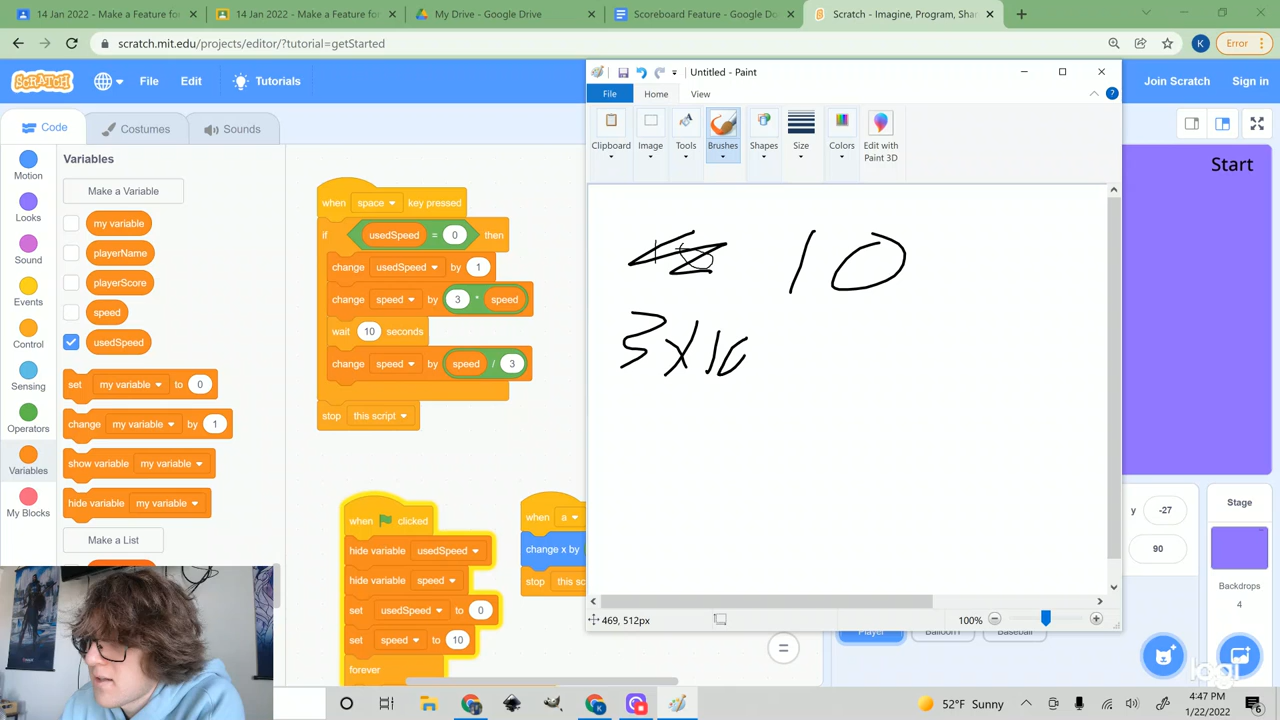 14 Jan 2022 - Make a Feature for
14 Jan 2022 - Make a Feature for
My Drive - Google Drive
Scoreboard Feature - Google Do
Scratch - Imagine, Program, Shar
scratch.mit.edu/projects/editor/?tutorial=getStarted
K
Error
SCRATCH
File
Edit
Tutorials
Join Scratch
Sign in
Untitled - Paint
File
Home
View
Code
Costumes
Sounds
Clipboard
Image
Tools
Brushes
Shapes
Size
Colors
Edit with
Paint 3D
Motion
Looks
Sound
Events
Control
Sensing
Operators
Variables
My Blocks
Variables
Make a Variable
my variable
playerName
playerScore
speed
usedSpeed
set my variable to 0
change my variable by 1
show variable my variable
hide variable my variable
Make a List
when space key pressed
if usedSpeed = 0 then
change usedSpeed by 1
change speed by 3 * speed
wait 10 seconds
change speed by speed / 3
stop this script
when clicked
hide variable usedSpeed
hide variable speed
set usedSpeed to 0
set speed to 10
forever
when a
change x by
stop this scr
10
3x10
469, 512px
100%
Start
y -27
90
Stage
Backdrops
4
Player
Balloon1
Baseball
logi
52°F Sunny
4:47 PM
1/22/2022
6